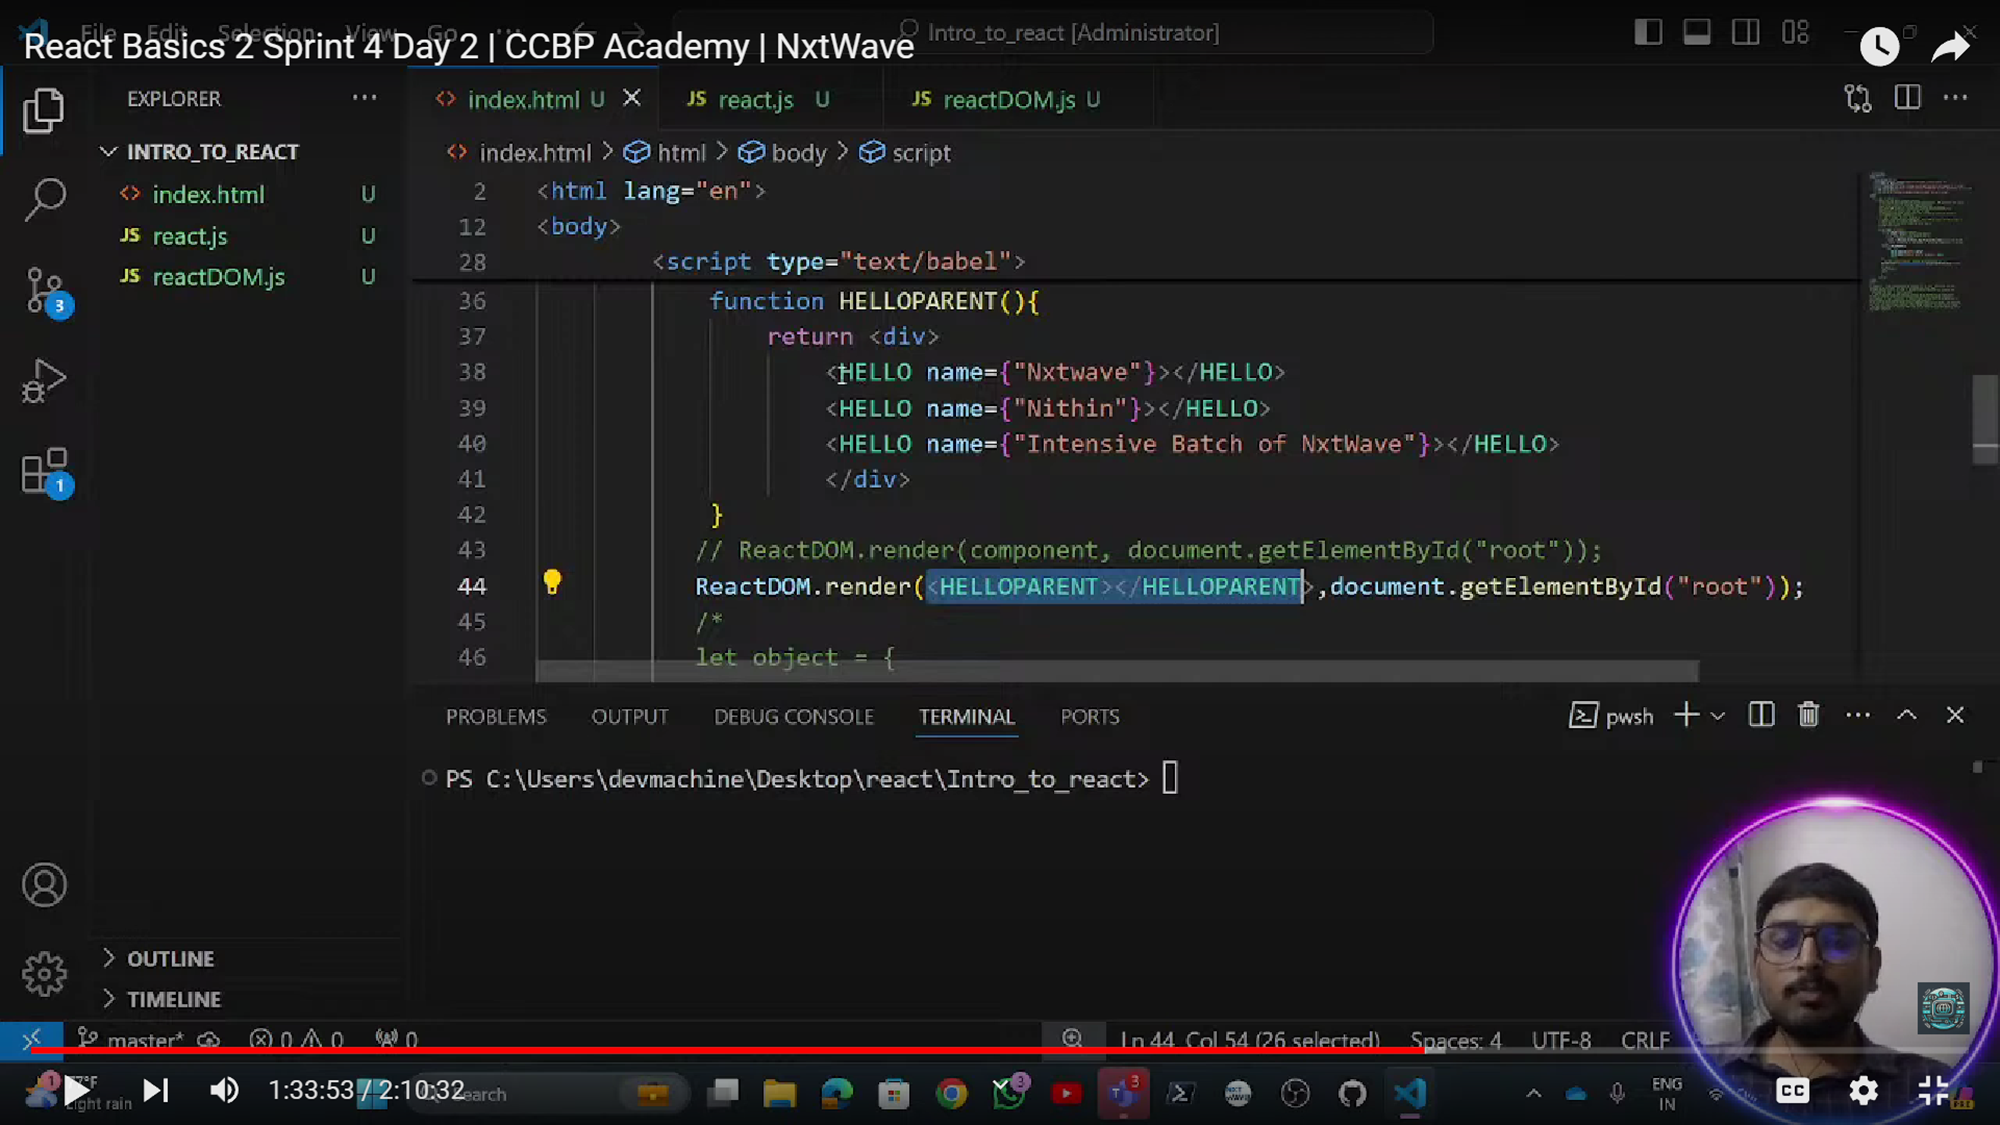 File Edit Selection View Go ...
Intro_to_react [Administrator]
React Basics 2 Sprint 4 Day 2 | CCBP Academy | NxtWave
EXPLORER ...
INTRO_TO_REACT
index.html U
react.js U
reactDOM.js U
index.html U
react.js U
reactDOM.js U
index.html > html > body > script
2 <html lang="en">
12 <body>
28 <script type="text/babel">
36 function HELLOPARENT(){
37 return <div>
38 <HELLO name={"Nxtwave"}></HELLO>
39 <HELLO name={"Nithin"}></HELLO>
40 <HELLO name={"Intensive Batch of NxtWave"}></HELLO>
41 </div>
42 }
43 // ReactDOM.render(component, document.getElementById("root"));
44 ReactDOM.render(<HELLOPARENT></HELLOPARENT>,document.getElementById("root"));
45 /*
46 let object = {
3
1
PROBLEMS OUTPUT DEBUG CONSOLE TERMINAL PORTS
pwsh
PS C:\Users\devmachine\Desktop\react\Intro_to_react>
OUTLINE
TIMELINE
master* 0 0 0
Ln 44, Col 54 (26 selected) Spaces: 4 UTF-8 CRLF
1:33:53 / 2:10:32
Light rain
Search
3
3
ENG
IN
CC